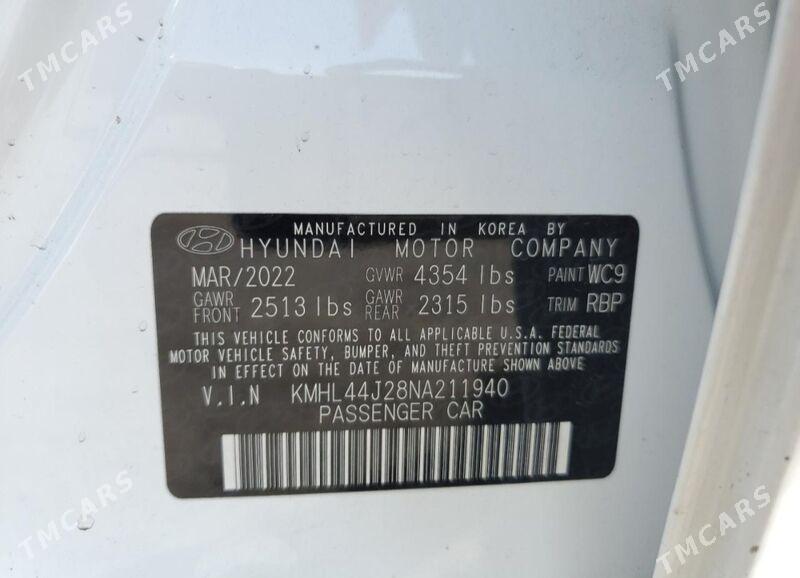 TMCARS
TMCARS
MANUFACTURED IN KOREA BY
HYUNDAI MOTOR COMPANY
MAR/2022 GVWR 4354 lbs PAINT WC9
GAWR FRONT 2513 lbs GAWR REAR 2315 lbs TRIM RBP
THIS VEHICLE CONFORMS TO ALL APPLICABLE U.S.A. FEDERAL
MOTOR VEHICLE SAFETY, BUMPER, AND THEFT PREVENTION STANDARDS
IN EFFECT ON THE DATE OF MANUFACTURE SHOWN ABOVE
V.I.N KMHL44J28NA211940
PASSENGER CAR
TMCARS
TMCARS